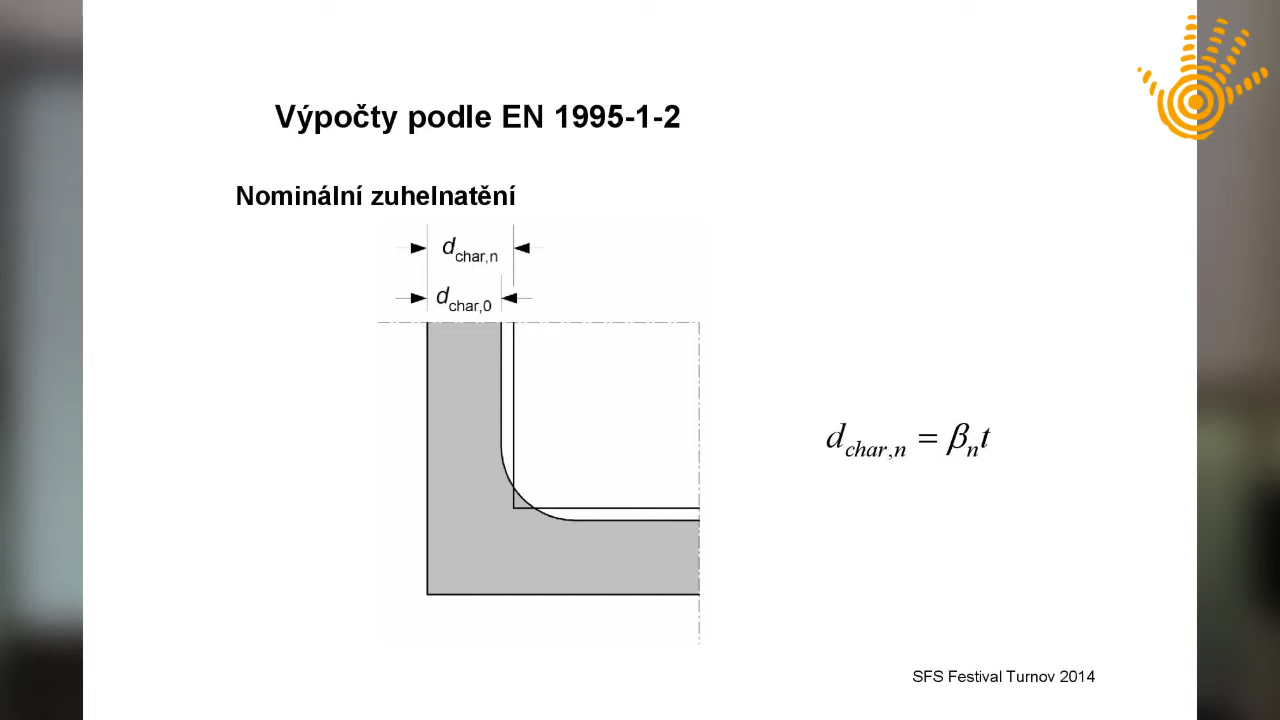 Výpočty podle EN 1995-1-2
Nominální zuhelnatění
d_char,n
d_char,0
d_char,n = β_n t
SFS Festival Turnov 2014